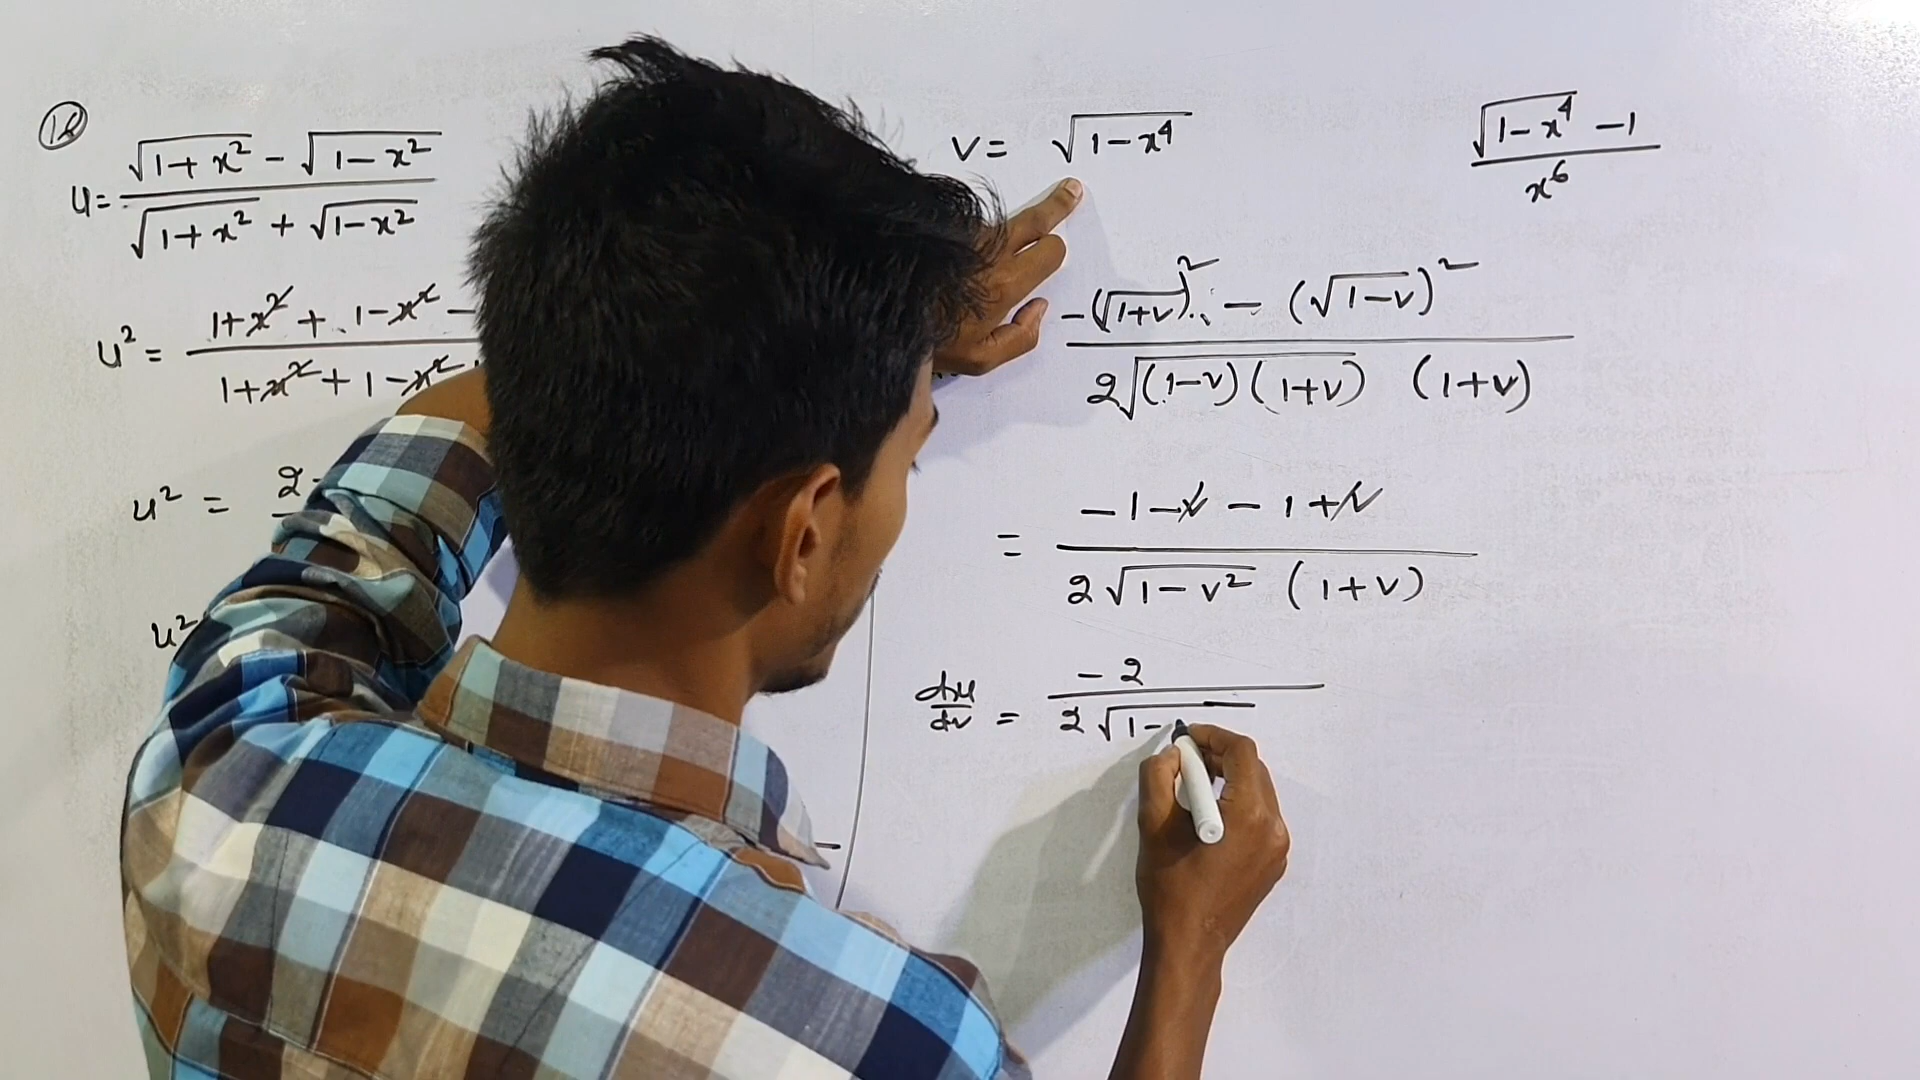 (18)
u = (√(1+x²) - √(1-x²)) / (√(1+x²) + √(1-x²))
u² = (1+x² + 1-x² -) / (1+x² + 1-x²)
u² = 2
u²
v = √(1-x⁴)
(√(1-x⁴) - 1) / x⁶
(-(√(1+v))² - (√(1-v))²) / (2√((1-v)(1+v)) (1+v))
= (-1-v - 1+v) / (2√(1-v²) (1+v))
du/dv = -2 / (2√(1-